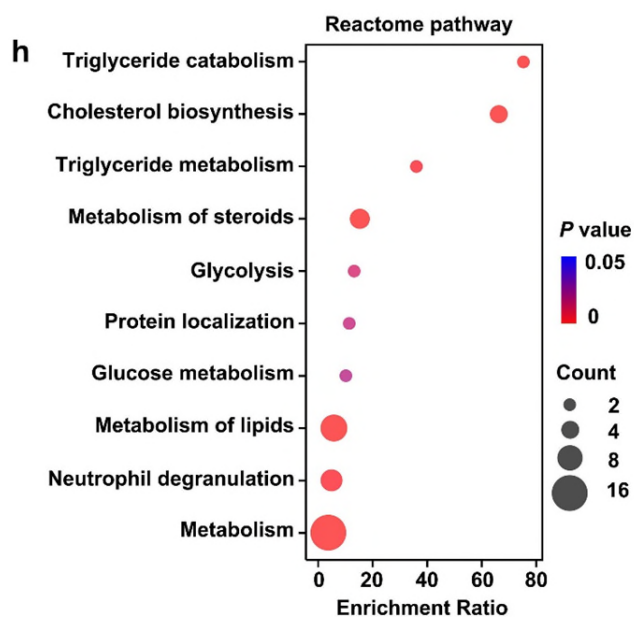 h
Reactome pathway
Triglyceride catabolism
Cholesterol biosynthesis
Triglyceride metabolism
Metabolism of steroids
Glycolysis
Protein localization
Glucose metabolism
Metabolism of lipids
Neutrophil degranulation
Metabolism
0 20 40 60 80
Enrichment Ratio
P value
0.05
0
Count
2
4
8
16